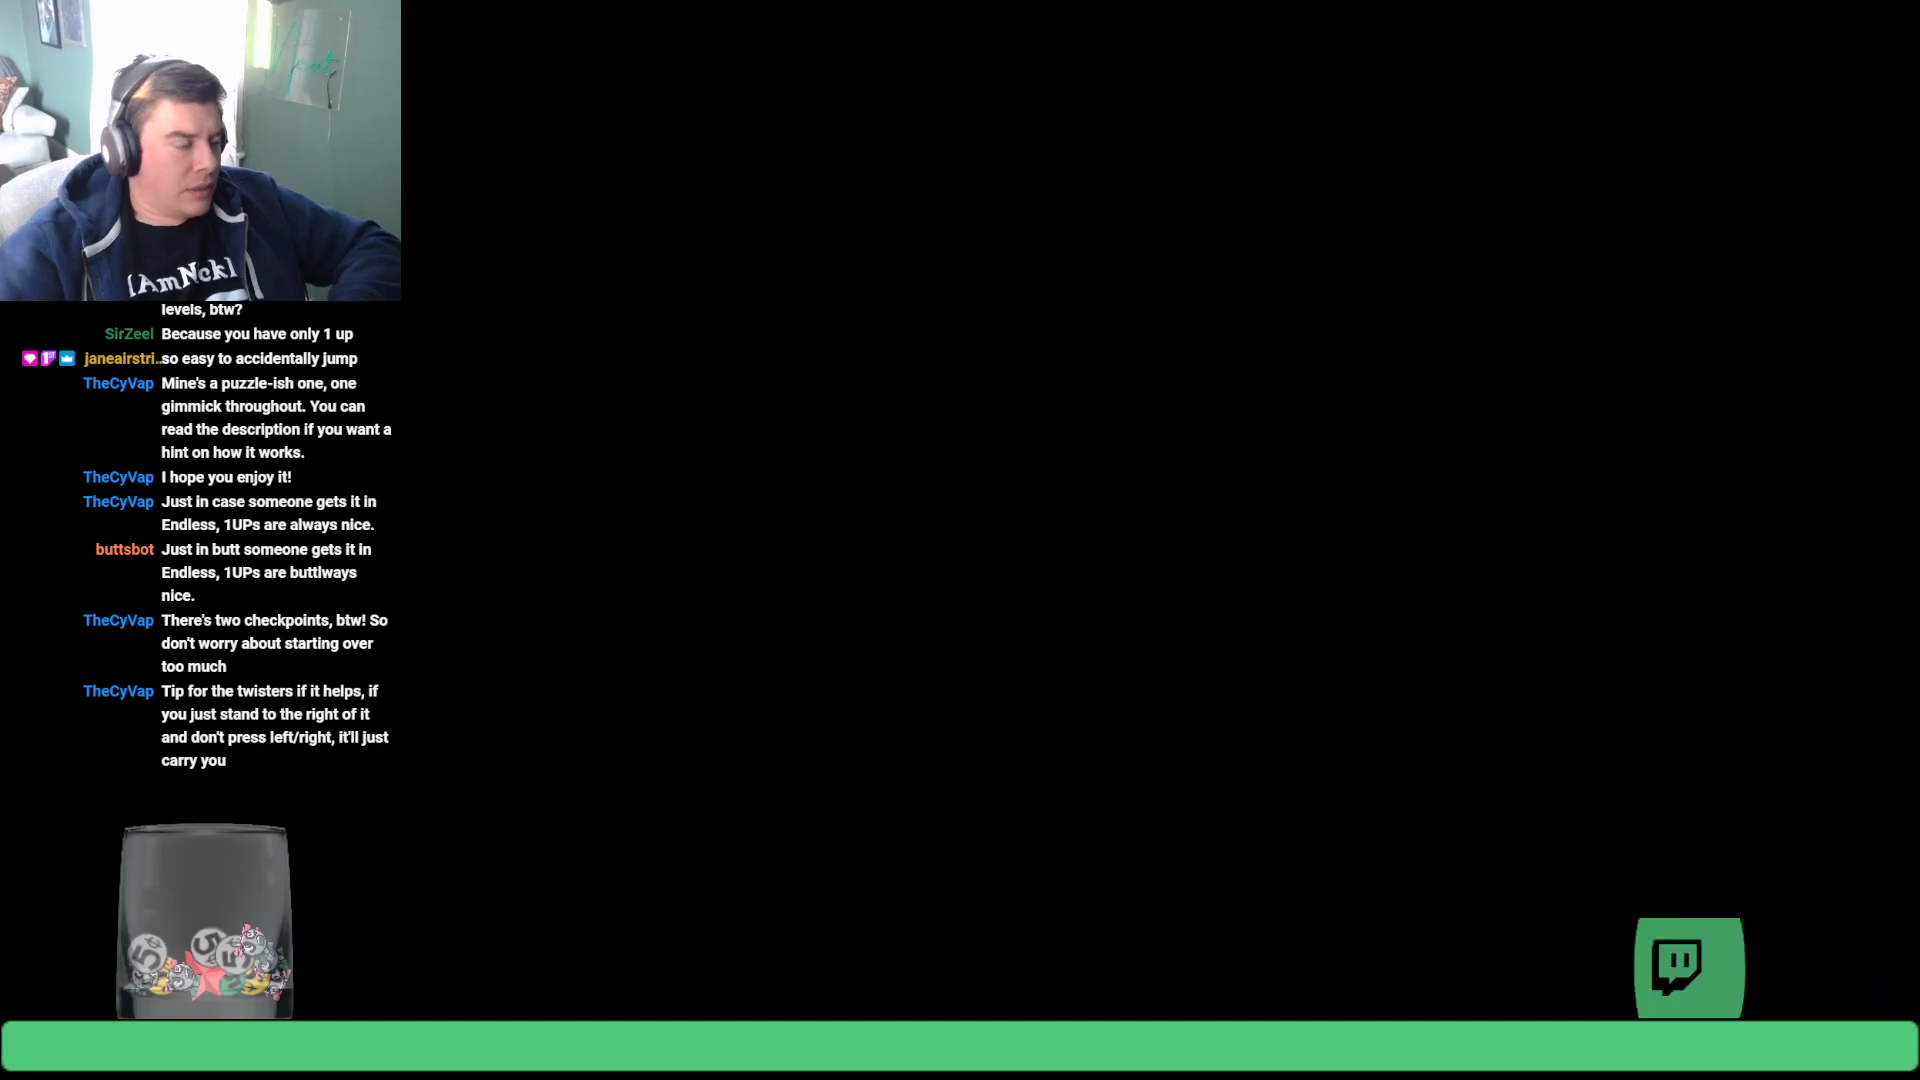 Neat
IAmNickl
levels, btw?
SirZeel Because you have only 1 up
janeairstri.. so easy to accidentally jump
TheCyVap Mine's a puzzle-ish one, one
gimmick throughout. You can
read the description if you want a
hint on how it works.
TheCyVap I hope you enjoy it!
TheCyVap Just in case someone gets it in
Endless, 1UPs are always nice.
buttsbot Just in butt someone gets it in
Endless, 1UPs are buttlways
nice.
TheCyVap There's two checkpoints, btw! So
don't worry about starting over
too much
TheCyVap Tip for the twisters if it helps, if
you just stand to the right of it
and don't press left/right, it'll just
carry you
5¢ 5 5¢